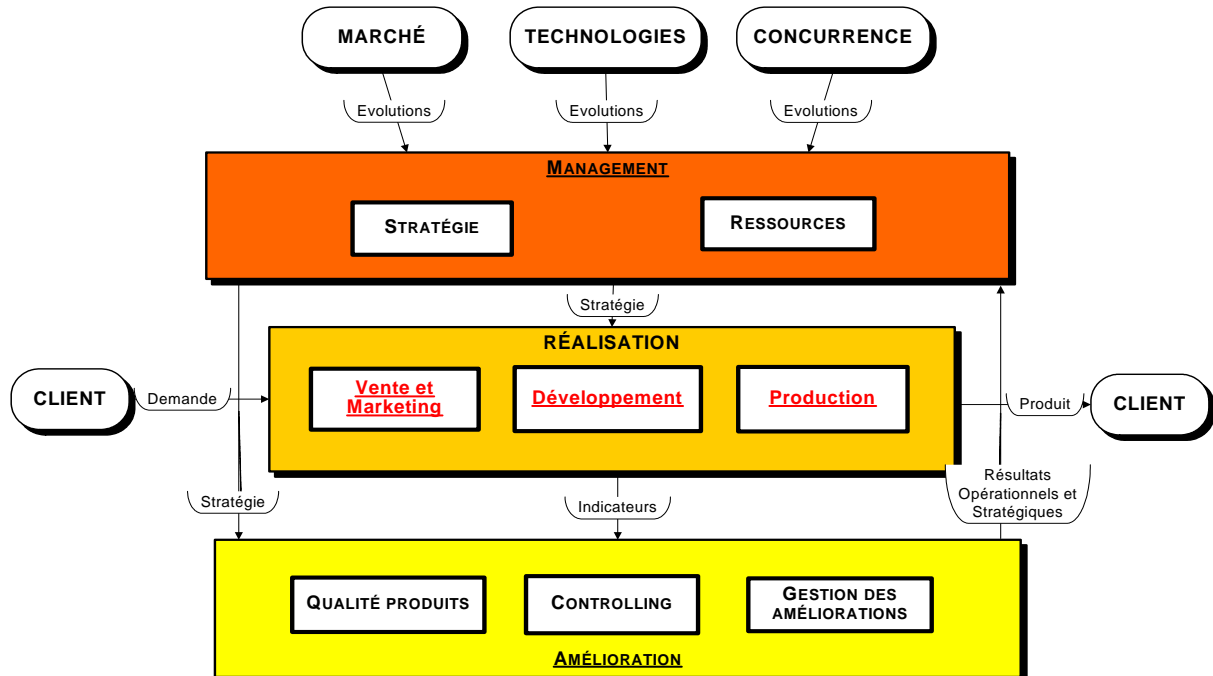 MARCHÉ
TECHNOLOGIES
CONCURRENCE
Evolutions
Evolutions
Evolutions
MANAGEMENT
STRATÉGIE
RESSOURCES
Stratégie
RÉALISATION
Vente et
Marketing
Développement
Production
CLIENT
Demande
Produit
CLIENT
Stratégie
Indicateurs
Résultats
Opérationnels et
Stratégiques
QUALITÉ PRODUITS
CONTROLLING
GESTION DES
AMÉLIORATIONS
AMÉLIORATION